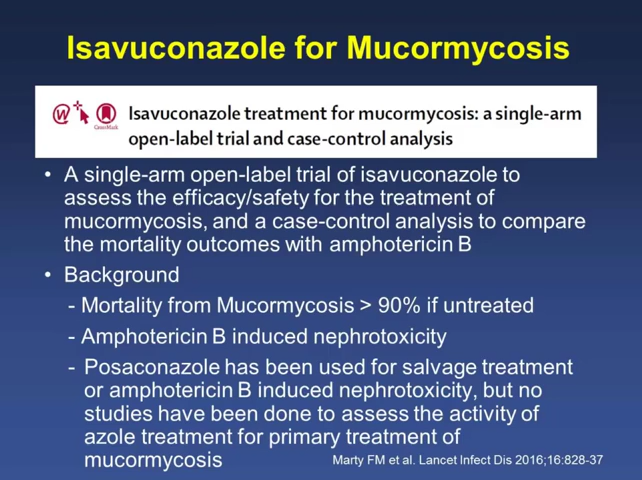 Isavuconazole for Mucormycosis
Isavuconazole treatment for mucormycosis: a single-arm
open-label trial and case-control analysis
CrossMark
• A single-arm open-label trial of isavuconazole to
assess the efficacy/safety for the treatment of
mucormycosis, and a case-control analysis to compare
the mortality outcomes with amphotericin B
• Background
- Mortality from Mucormycosis > 90% if untreated
- Amphotericin B induced nephrotoxicity
- Posaconazole has been used for salvage treatment
or amphotericin B induced nephrotoxicity, but no
studies have been done to assess the activity of
azole treatment for primary treatment of
mucormycosis
Marty FM et al. Lancet Infect Dis 2016;16:828-37